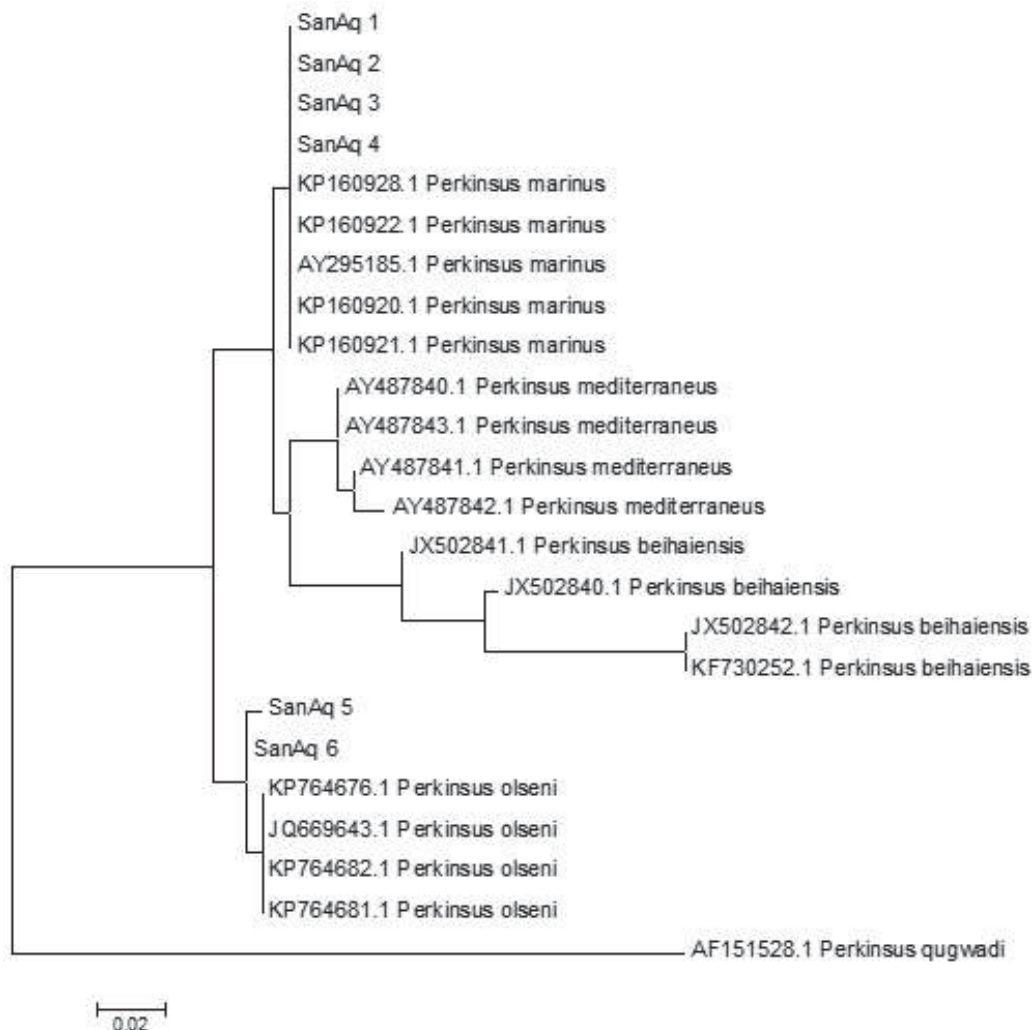 SanAq 1
SanAq 2
SanAq 3
SanAq 4
KP160928.1 Perkinsus marinus
KP160922.1 Perkinsus marinus
AY295185.1 Perkinsus marinus
KP160920.1 Perkinsus marinus
KP160921.1 Perkinsus marinus
AY487840.1 Perkinsus mediterraneus
AY487843.1 Perkinsus mediterraneus
AY487841.1 Perkinsus mediterraneus
AY487842.1 Perkinsus mediterraneus
JX502841.1 Perkinsus beihaiensis
JX502840.1 Perkinsus beihaiensis
JX502842.1 Perkinsus beihaiensis
KF730252.1 Perkinsus beihaiensis
SanAq 5
SanAq 6
KP764676.1 Perkinsus olseni
JQ669643.1 Perkinsus olseni
KP764682.1 Perkinsus olseni
KP764681.1 Perkinsus olseni
AF151528.1 Perkinsus qugwadi
0.02